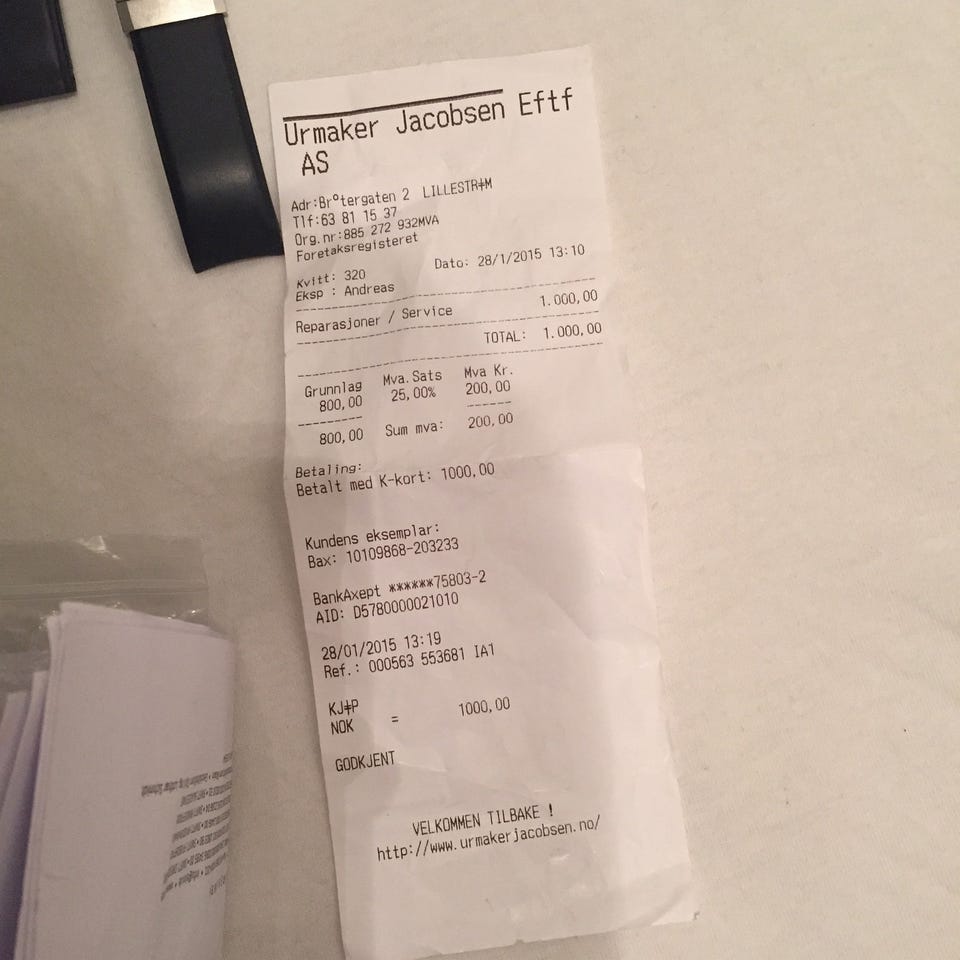 Urmaker Jacobsen Eftf
AS
Adr:Br°tergaten 2 LILLESTR‡M
Tlf:63 81 15 37
Org.nr:885 272 932MVA
Foretaksregisteret
Kvitt: 320 Dato: 28/1/2015 13:10
Eksp : Andreas
Reparasjoner / Service 1.000,00
TOTAL: 1.000,00
Grunnlag Mva.Sats Mva Kr.
800,00 25,00% 200,00
800,00 Sum mva: 200,00
Betaling:
Betalt med K-kort: 1000,00
Kundens eksemplar:
Bax: 10109868-203233
BankAxept ******75803-2
AID: D5780000021010
28/01/2015 13:19
Ref.: 000563 553681 IA1
KJ‡P
NOK = 1000,00
GODKJENT
VELKOMMEN TILBAKE !
http://www.urmakerjacobsen.no/